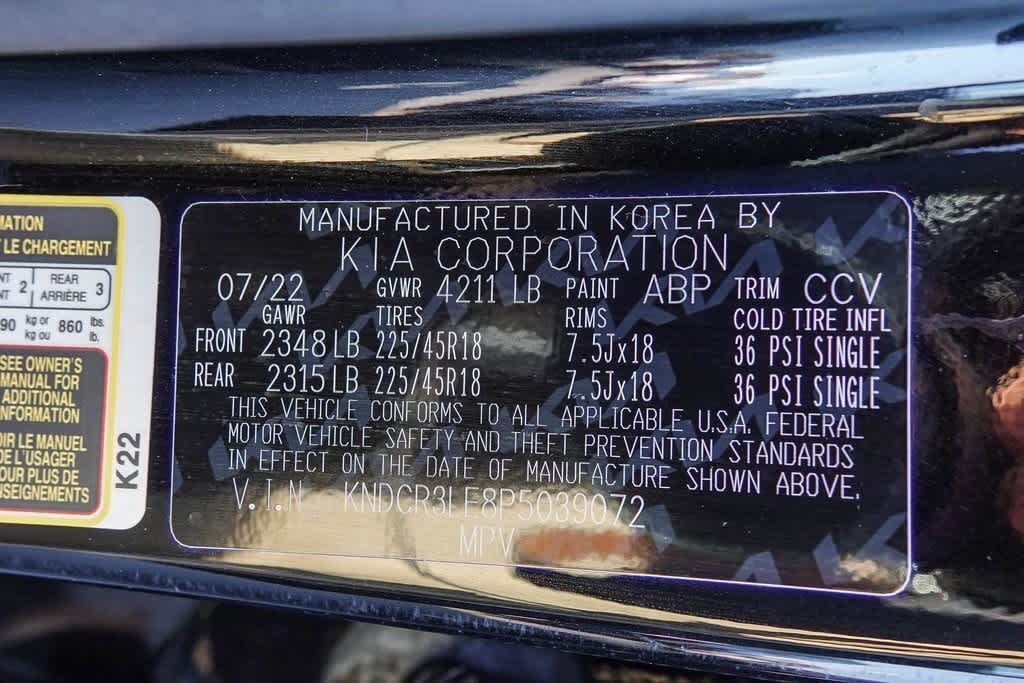 MATION
LE CHARGEMENT
2 REAR ARRIÈRE 3
90 kg or kg ou 860 lbs. lb.
SEE OWNER'S
MANUAL FOR
ADDITIONAL
INFORMATION
LE MANUEL
DE L'USAGER
POUR PLUS DE
K22
MANUFACTURED IN KOREA BY
KIA CORPORATION
07/22 GVWR 4211 LB PAINT ABP TRIM CCV
GAWR TIRES RIMS COLD TIRE INFL
FRONT 2348 LB 225/45R18 7.5Jx18 36 PSI SINGLE
REAR 2315 LB 225/45R18 7.5Jx18 36 PSI SINGLE
THIS VEHICLE CONFORMS TO ALL APPLICABLE U.S.A. FEDERAL
MOTOR VEHICLE SAFETY AND THEFT PREVENTION STANDARDS
IN EFFECT ON THE DATE OF MANUFACTURE SHOWN ABOVE.
V.I.N KNDCR3LE8P5039072
MPV